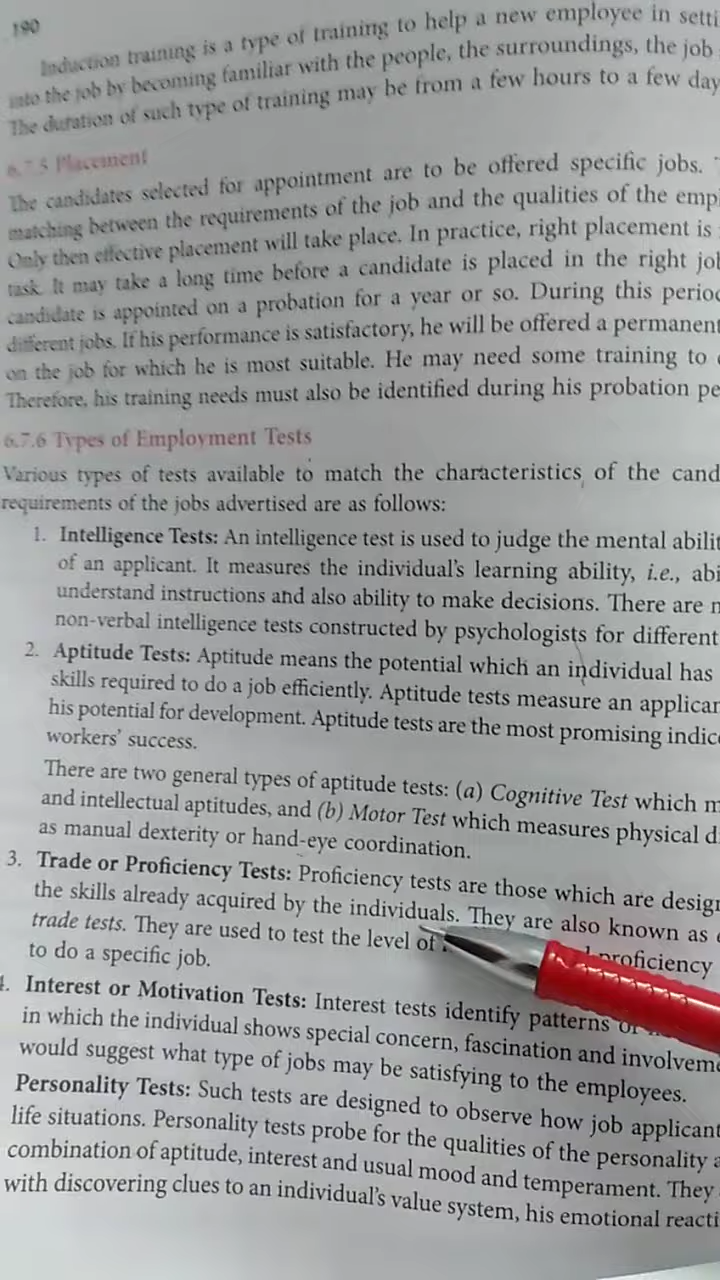 190
Induction training is a type of training to help a new employee in setti
into the job by becoming familiar with the people, the surroundings, the job
The duration of such type of training may be from a few hours to a few day
6.7.5 Placement
The candidates selected for appointment are to be offered specific jobs.
matching between the requirements of the job and the qualities of the emp
Only then effective placement will take place. In practice, right placement is
task. It may take a long time before a candidate is placed in the right jo
candidate is appointed on a probation for a year or so. During this perio
different jobs. If his performance is satisfactory, he will be offered a permanent
on the job for which he is most suitable. He may need some training to
Therefore, his training needs must also be identified during his probation pe
6.7.6 Types of Employment Tests
Various types of tests available to match the characteristics of the cand
requirements of the jobs advertised are as follows:
1. Intelligence Tests: An intelligence test is used to judge the mental abilit
of an applicant. It measures the individual's learning ability, i.e., abi
understand instructions and also ability to make decisions. There are
non-verbal intelligence tests constructed by psychologists for different
2. Aptitude Tests: Aptitude means the potential which an individual has
skills required to do a job efficiently. Aptitude tests measure an applican
his potential for development. Aptitude tests are the most promising indic
workers' success.
There are two general types of aptitude tests: (a) Cognitive Test which m
and intellectual aptitudes, and (b) Motor Test which measures physical d
as manual dexterity or hand-eye coordination.
3. Trade or Proficiency Tests: Proficiency tests are those which are design
the skills already acquired by the individuals. They are also known as
trade tests. They are used to test the level of proficiency
to do a specific job.
4. Interest or Motivation Tests: Interest tests identify patterns
in which the individual shows special concern, fascination and involveme
would suggest what type of jobs may be satisfying to the employees.
Personality Tests: Such tests are designed to observe how job applicant
life situations. Personality tests probe for the qualities of the personality a
combination of aptitude, interest and usual mood and temperament. They
with discovering clues to an individual's value system, his emotional reacti